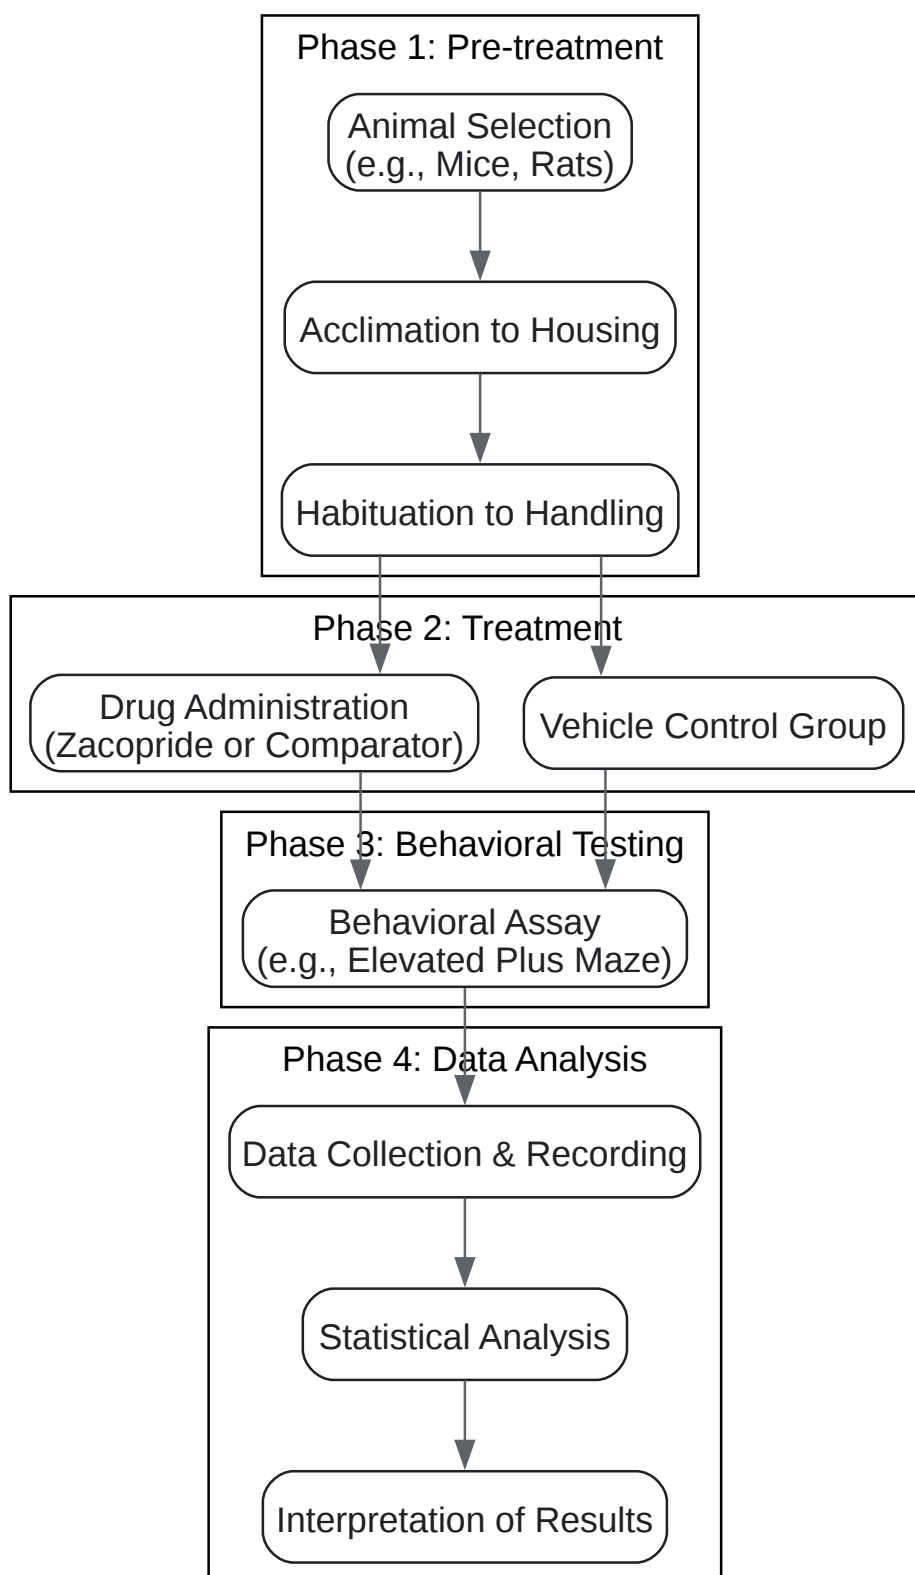 Phase 1: Pre-treatment
Animal Selection
(e.g., Mice, Rats)
Acclimation to Housing
Habituation to Handling
Phase 2: Treatment
Drug Administration
(Zacopride or Comparator)
Vehicle Control Group
Phase 3: Behavioral Testing
Behavioral Assay
(e.g., Elevated Plus Maze)
Phase 4: Data Analysis
Data Collection & Recording
Statistical Analysis
Interpretation of Results